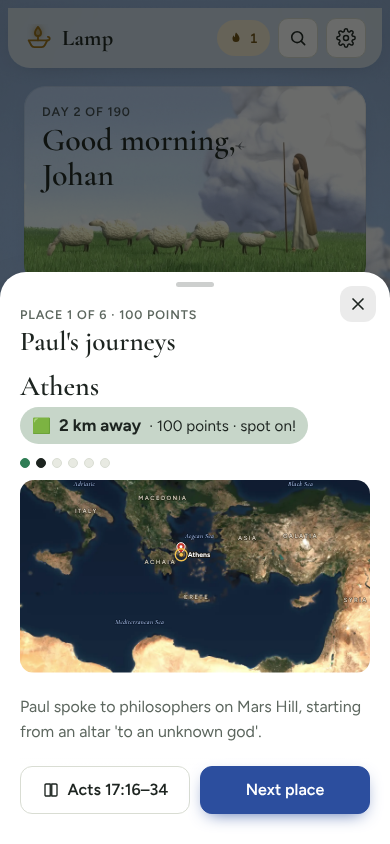 Lamp
1
DAY 2 OF 190
Good morning,
Johan
PLACE 1 OF 6 · 100 POINTS
Paul's journeys
Athens
2 km away · 100 points · spot on!
Adriatic
Black Sea
MACEDONIA
ITALY
Aegean Sea
ASIA
GALATIA
Athens
ACHAIA
CRETE
SYRIA
Mediterranean Sea
Paul spoke to philosophers on Mars Hill, starting
from an altar 'to an unknown god'.
Acts 17:16–34
Next place